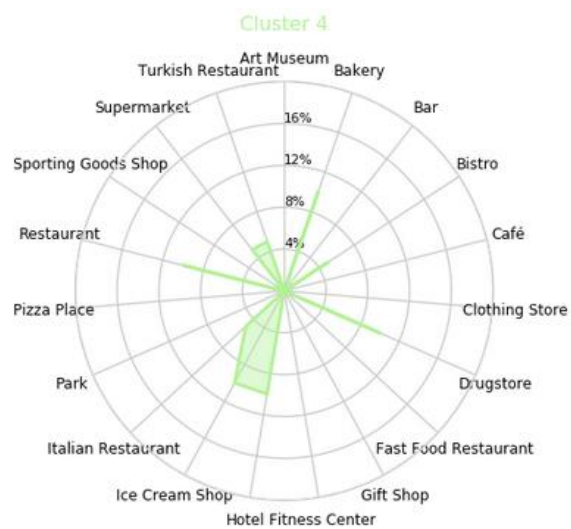 Cluster 4
Art Museum
Turkish Restaurant
Bakery
Supermarket
Bar
16%
12%
Sporting Goods Shop
Bistro
8%
Restaurant
Café
4%
Pizza Place
Clothing Store
Park
Drugstore
Italian Restaurant
Fast Food Restaurant
Ice Cream Shop
Gift Shop
Hotel Fitness Center